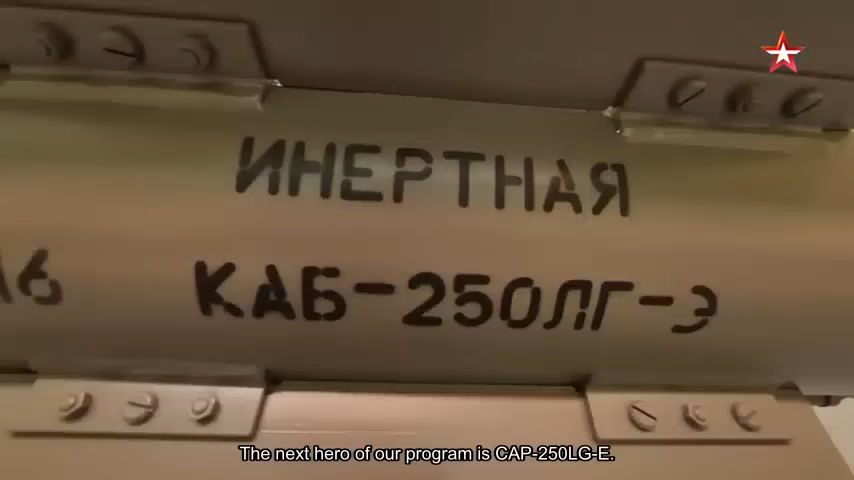 ИНЕРТНАЯ
КАБ-250ЛГ-Э
The next hero of our program is CAP-250LG-E.